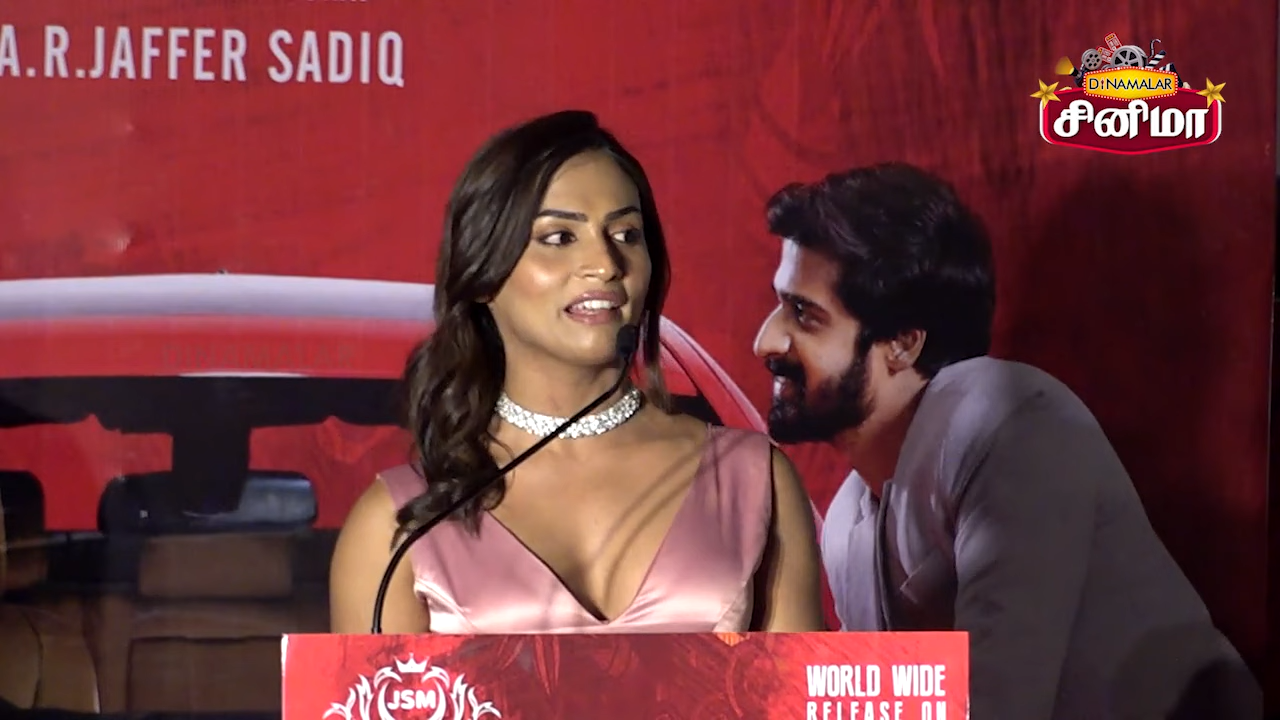 A.R.JAFFER SADIQ
DINAMALAR
சினிமா
JSM
WORLD WIDE
RELEASE ON